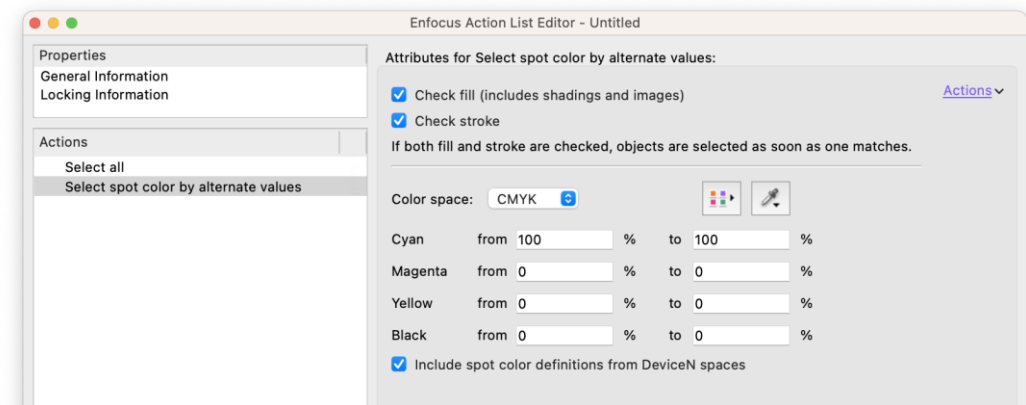 Enfocus Action List Editor - Untitled
Properties
General Information
Locking Information
Actions
Select all
Select spot color by alternate values
Attributes for Select spot color by alternate values:
Check fill (includes shadings and images)
Actions
Check stroke
If both fill and stroke are checked, objects are selected as soon as one matches.
Color space: CMYK
Cyan from 100 % to 100 %
Magenta from 0 % to 0 %
Yellow from 0 % to 0 %
Black from 0 % to 0 %
Include spot color definitions from DeviceN spaces